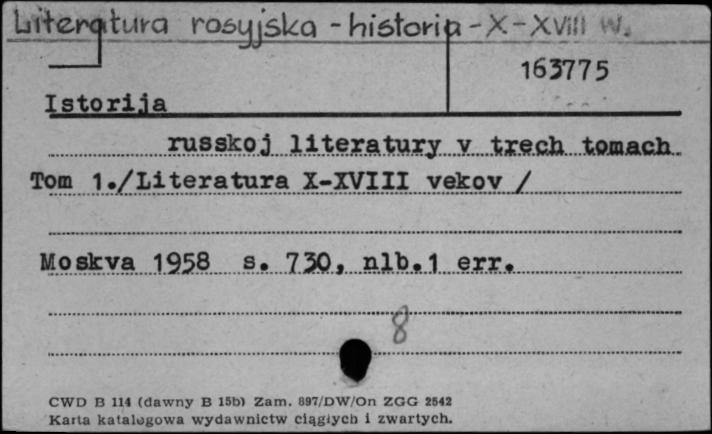 Literatura rosyjska - historia - X - XVIII w.
163775
Istorija
russkoj literatury v trech tomach
Tom 1./Literatura X-XVIII vekov /
Moskva 1958 s. 730, nlb.1 err.
8
CWD B 114 (dawny B 15b) Zam. 897/DW/On ZGG 2542
Karta katalogowa wydawnictw ciągłych i zwartych.